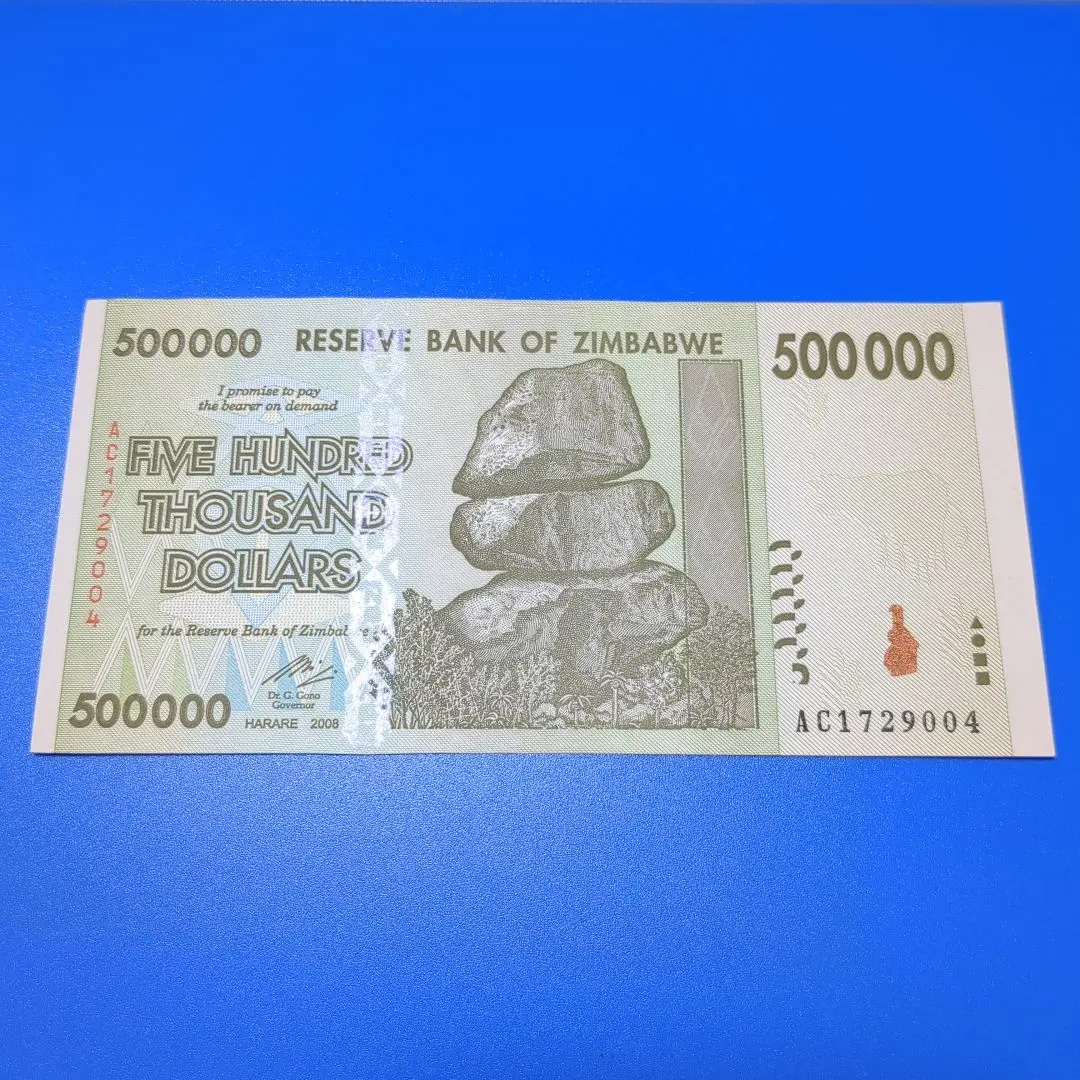 500000 RESERVE BANK OF ZIMBABWE 500000
I promise to pay
the bearer on demand
AC1729004
FIVE HUNDRED
THOUSAND
DOLLARS
for the Reserve Bank of Zimbabwe
Dr. G. Gono
Governor
500000 HARARE 2008
AC1729004